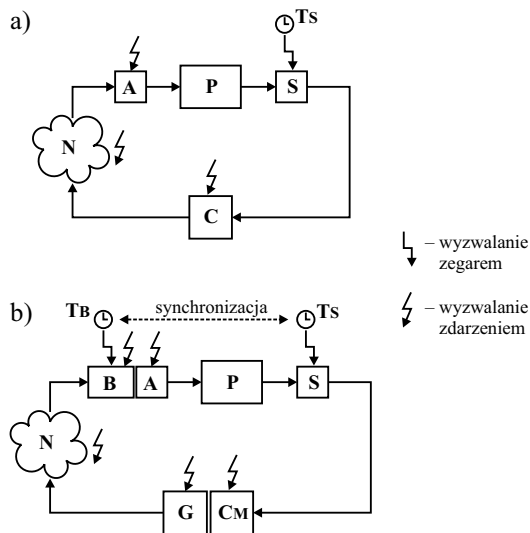 a)
TS
A
P
S
N
C
– wyzwalanie
zegarem
– wyzwalanie
zdarzeniem
b)
TB
synchronizacja
TS
B
A
P
S
N
G
CM